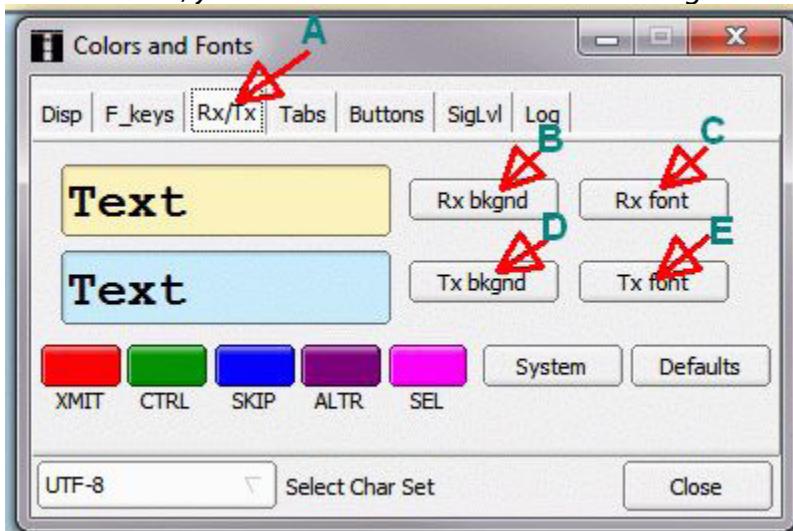 Colors and Fonts A
Disp F_keys Rx/Tx Tabs Buttons SigLvl Log
B C
Text Rx bkgnd Rx font
D E
Text Tx bkgnd Tx font
System Defaults
XMIT CTRL SKIP ALTR SEL
UTF-8 Select Char Set Close